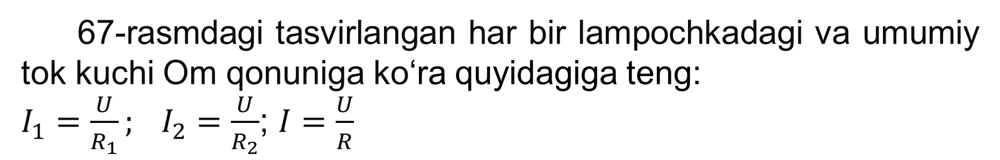 67-rasmdagi tasvirlangan har bir lampochkadagi va umumiy
tok kuchi Om qonuniga ko‘ra quyidagiga teng:
I₁ = U/R₁; I₂ = U/R₂; I = U/R